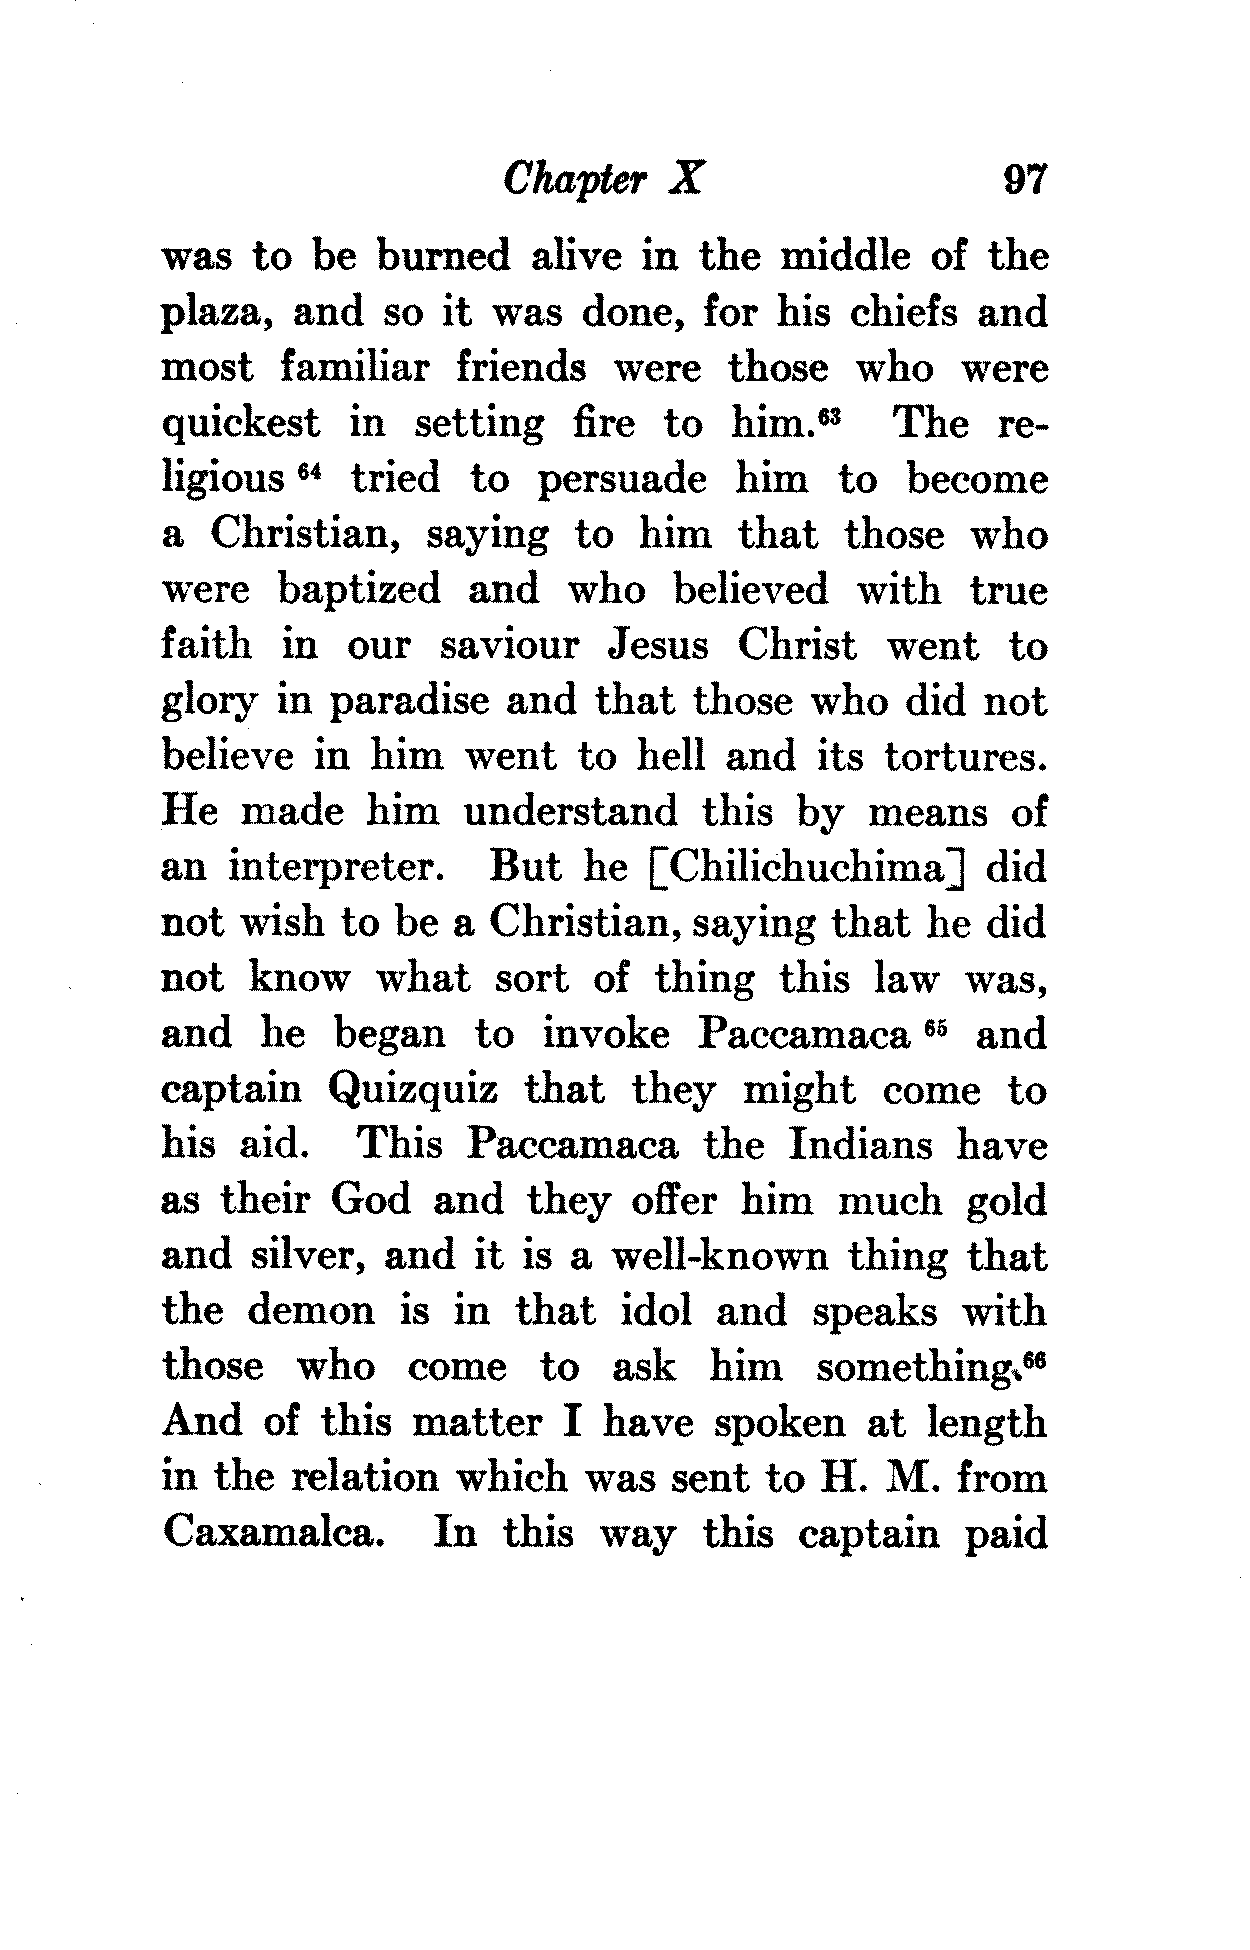 Chapter X 97
was to be burned alive in the middle of the
plaza, and so it was done, for his chiefs and
most familiar friends were those who were
quickest in setting fire to him.⁶³ The re-
ligious ⁶⁴ tried to persuade him to become
a Christian, saying to him that those who
were baptized and who believed with true
faith in our saviour Jesus Christ went to
glory in paradise and that those who did not
believe in him went to hell and its tortures.
He made him understand this by means of
an interpreter. But he [Chilichuchima] did
not wish to be a Christian, saying that he did
not know what sort of thing this law was,
and he began to invoke Paccamaca ⁶⁵ and
captain Quizquiz that they might come to
his aid. This Paccamaca the Indians have
as their God and they offer him much gold
and silver, and it is a well-known thing that
the demon is in that idol and speaks with
those who come to ask him something.⁶⁶
And of this matter I have spoken at length
in the relation which was sent to H. M. from
Caxamalca. In this way this captain paid